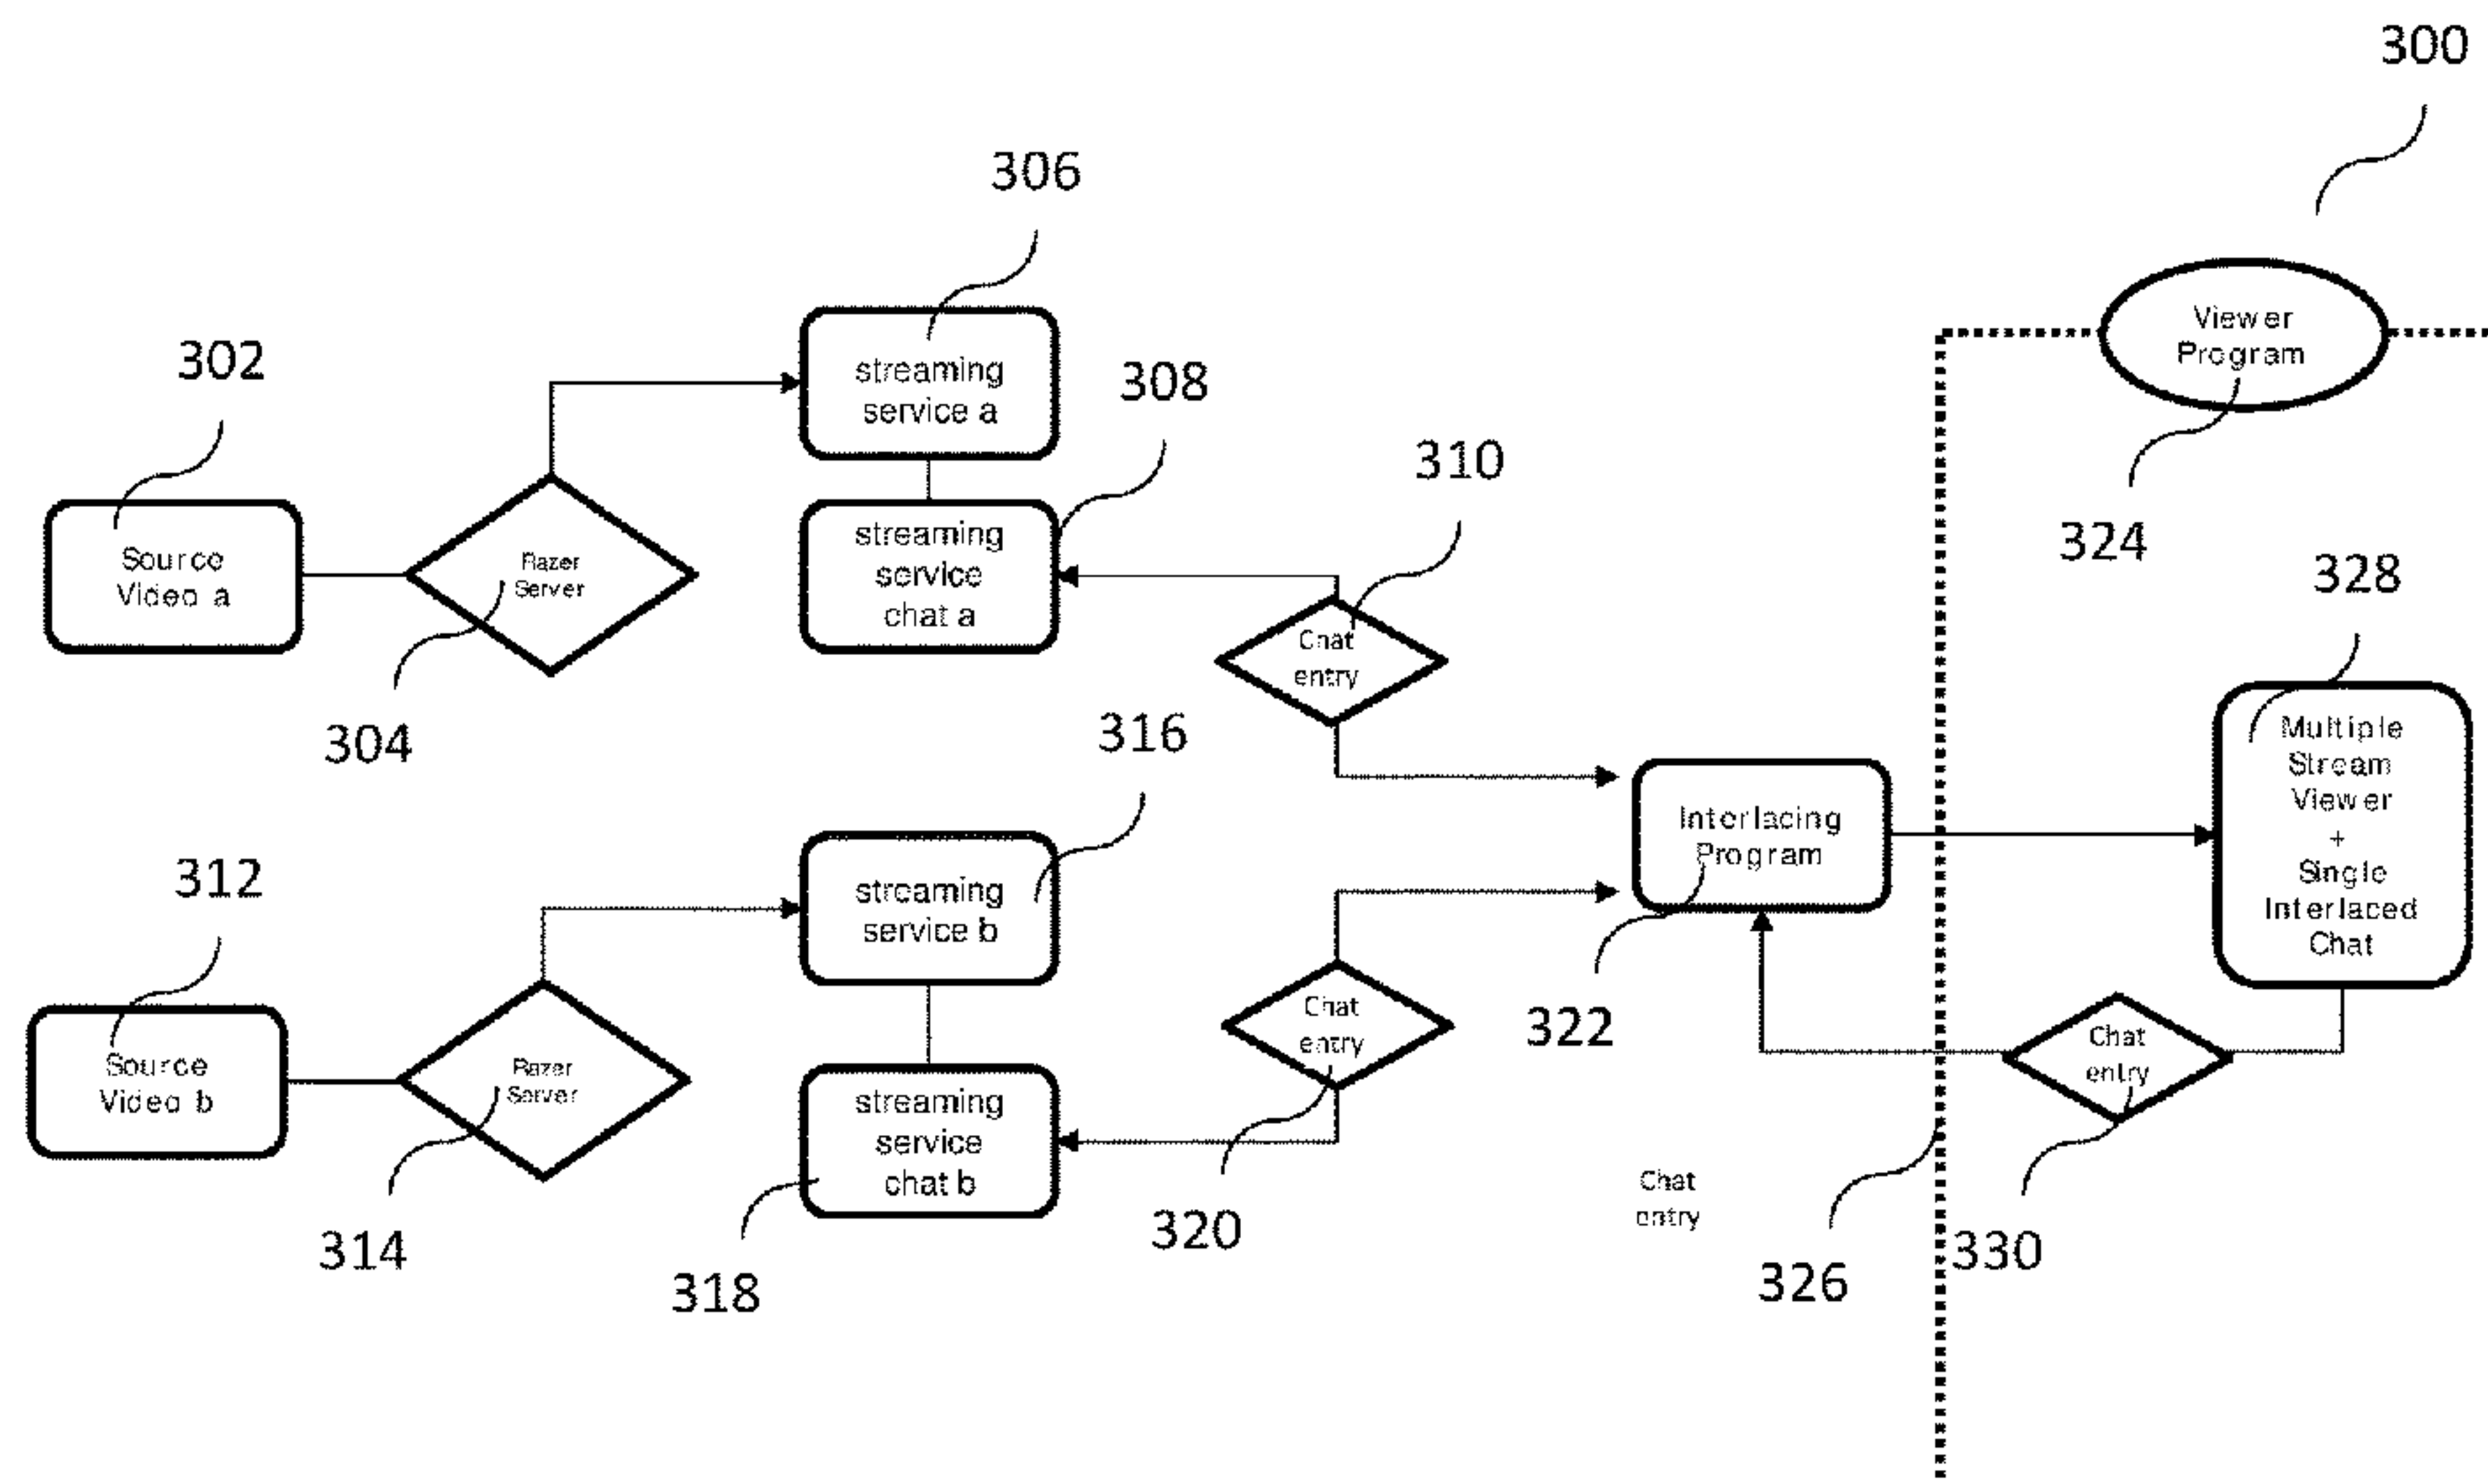 300
306
302
308
310
streaming
service a
Viewer
Program
324
328
Source
Video a
Razer
Server
streaming
service
chat a
Chat
entry
304
316
Multiple
Stream
Viewer
+
Single
Interlaced
Chat
Interlacing
Program
312
streaming
service b
322
Chat
entry
Chat
entry
Source
Video b
Razer
Server
streaming
service
chat b
314
318
320
Chat
entry
326
330